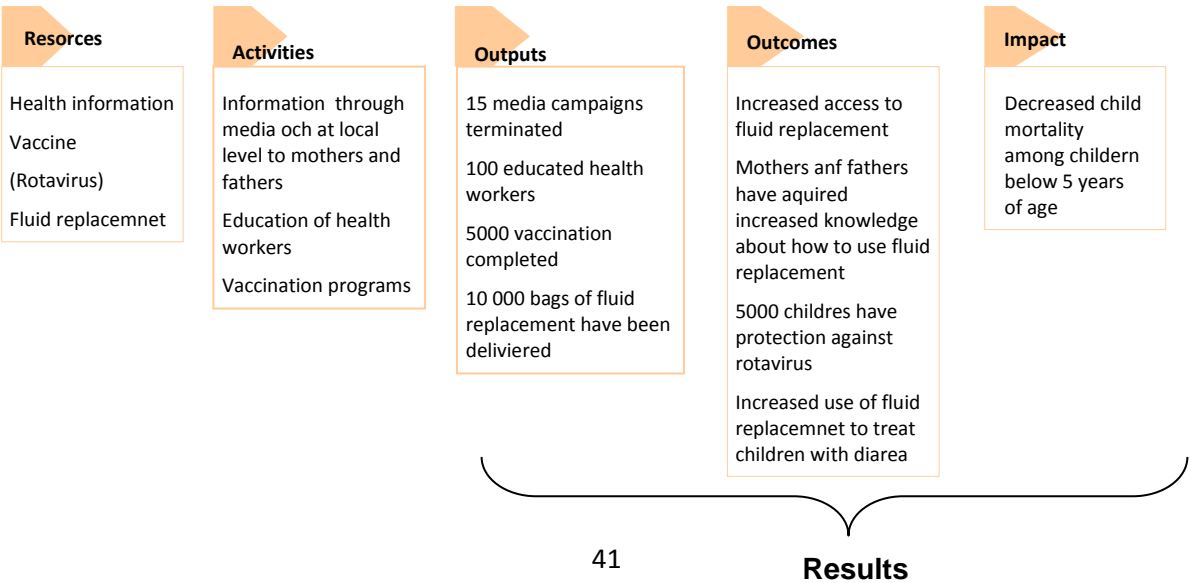 Resorces
Health information
Vaccine
(Rotavirus)
Fluid replacemnet
Activities
Information through
media och at local
level to mothers and
fathers
Education of health
workers
Vaccination programs
Outputs
15 media campaigns
terminated
100 educated health
workers
5000 vaccination
completed
10 000 bags of fluid
replacement have been
deliviered
Outcomes
Increased access to
fluid replacement
Mothers anf fathers
have aquired
increased knowledge
about how to use fluid
replacement
5000 childres have
protection against
rotavirus
Increased use of fluid
replacemnet to treat
children with diarea
Impact
Decreased child
mortality
among childern
below 5 years
of age
41
Results